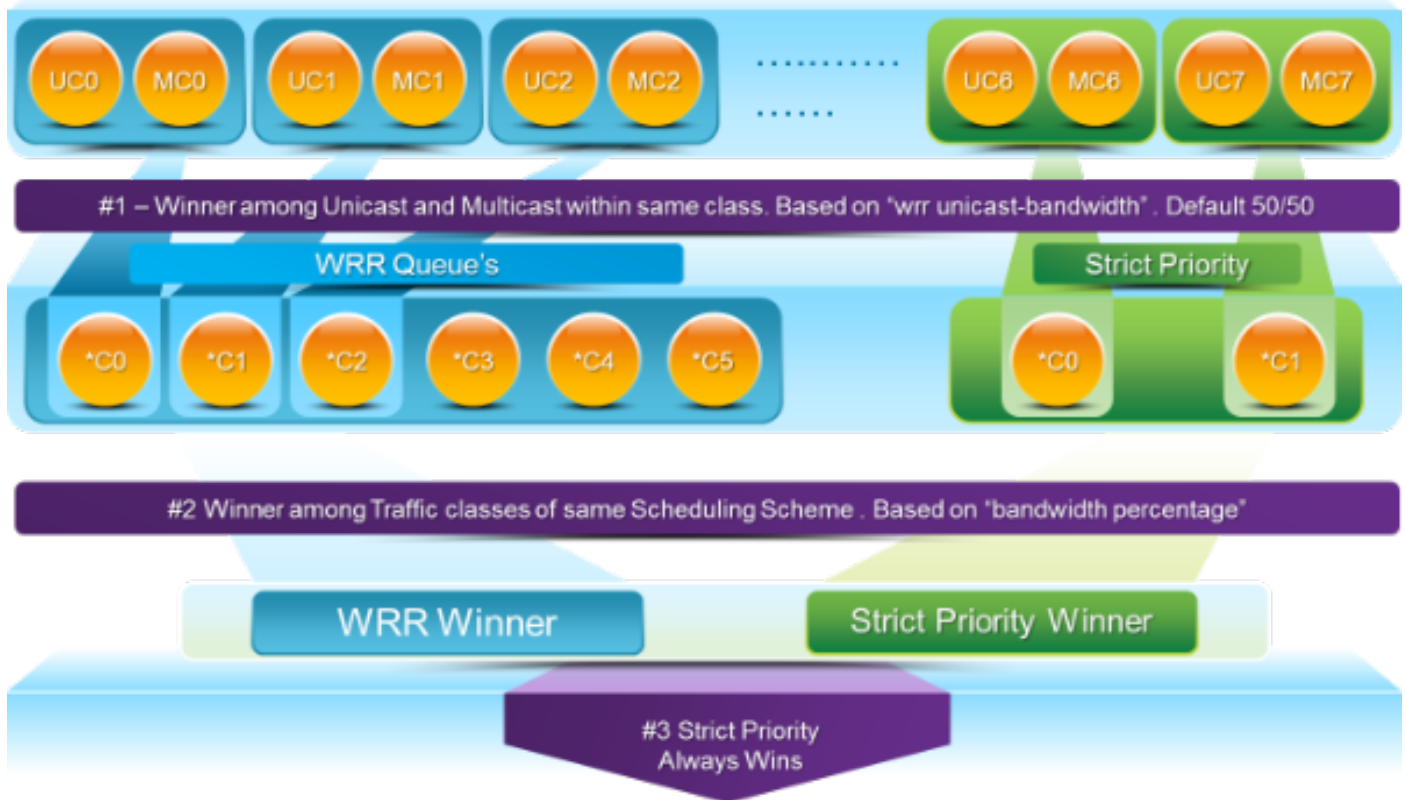 UC0 MC0 UC1 MC1 UC2 MC2 ............ UC6 MC6 UC7 MC7
......
#1 – Winner among Unicast and Multicast within same class. Based on "wrr unicast-bandwidth" . Default 50/50
WRR Queue's Strict Priority
*C0 *C1 *C2 *C3 *C4 *C5 *C0 *C1
#2 Winner among Traffic classes of same Scheduling Scheme . Based on "bandwidth percentage"
WRR Winner Strict Priority Winner
#3 Strict Priority
Always Wins